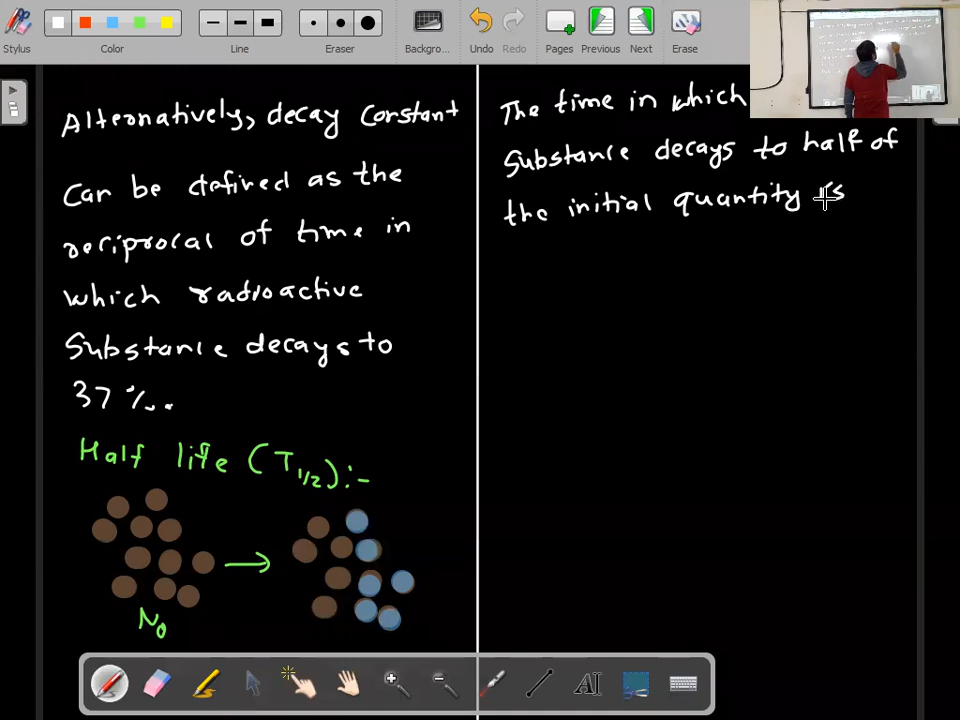 Stylus
Color
Line
Eraser
Backgro...
Undo
Redo
Pages
Previous
Next
Erase
Alternatively, decay constant
Can be defined as the
reciprocal of time in
which radioactive
Substance decays to
37%.
Half life (T1/2):-
N0
The time in which
Substance decays to half of
the initial quantity is
AI